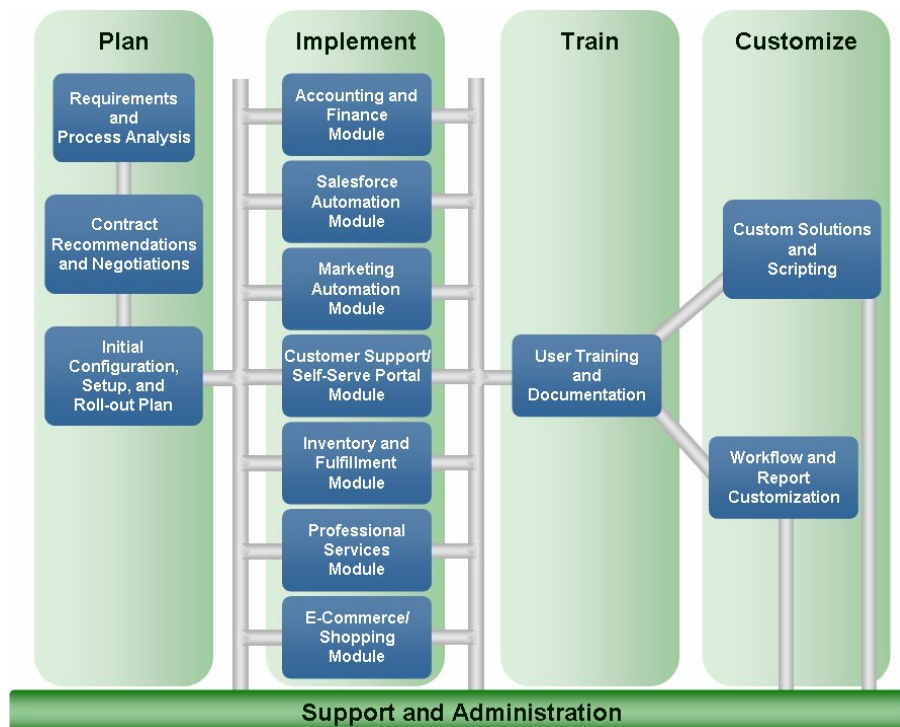 Plan
Requirements
and
Process Analysis
Contract
Recommendations
and Negotiations
Initial
Configuration,
Setup, and
Roll-out Plan
Implement
Accounting and
Finance
Module
Salesforce
Automation
Module
Marketing
Automation
Module
Customer Support/
Self-Serve Portal
Module
Inventory and
Fulfillment
Module
Professional
Services
Module
E-Commerce/
Shopping
Module
Train
User Training
and
Documentation
Customize
Custom Solutions
and
Scripting
Workflow and
Report
Customization
Support and Administration